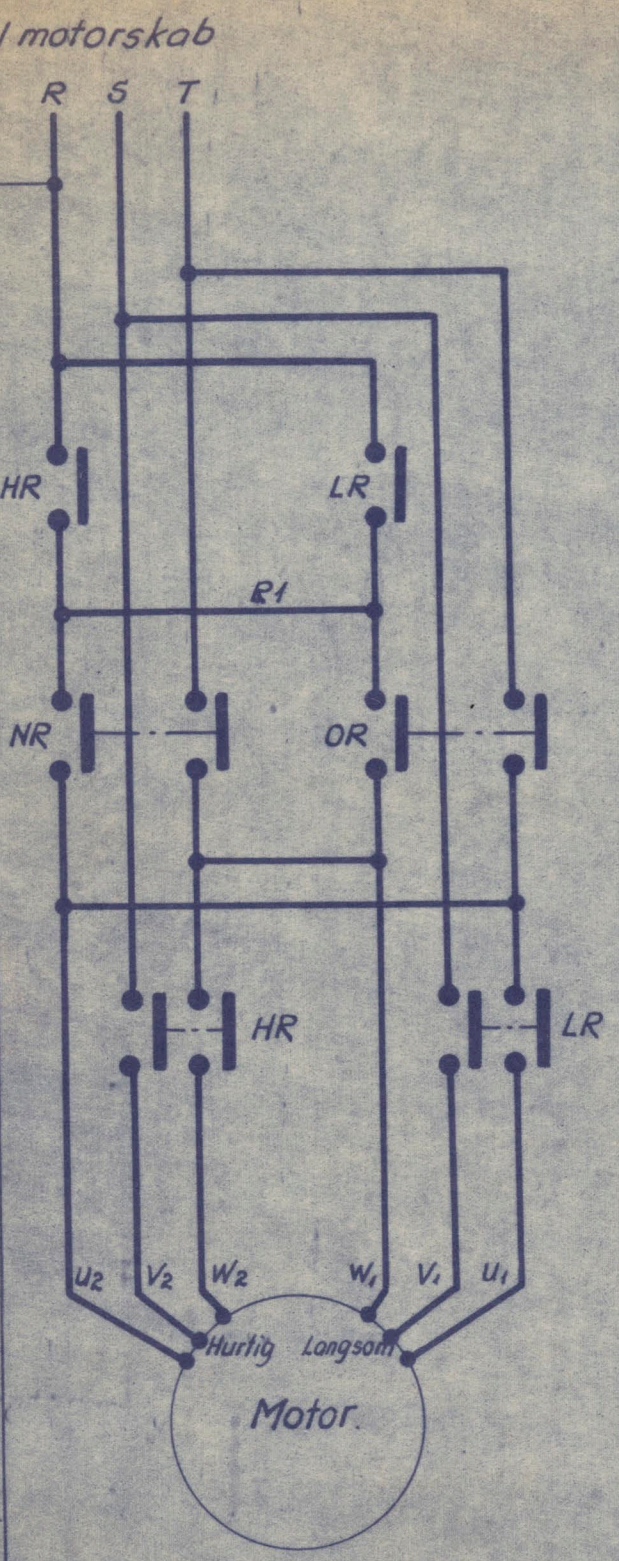 motorskab
R S T
HR LR
R1
NR OR
HR LR
U2 V2 W2 W1 V1 U1
Hurtig Langsom
Motor.